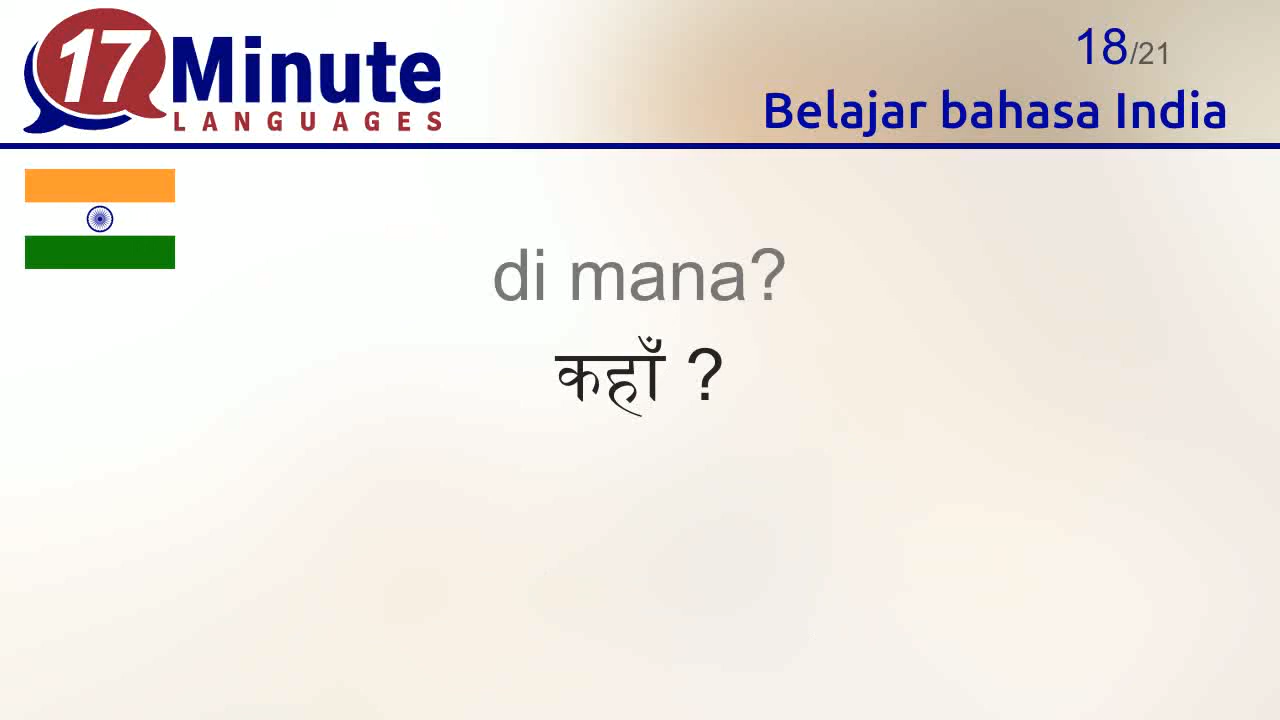 17 Minute
LANGUAGES
18/21
Belajar bahasa India
di mana?
कहाँ ?